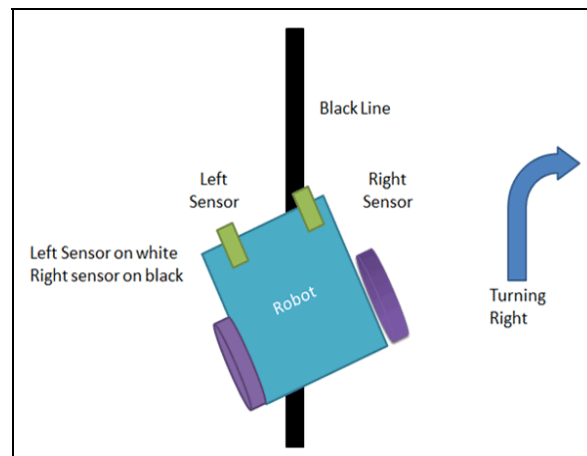 Black Line
Left
Sensor
Right
Sensor
Left Sensor on white
Right sensor on black
Robot
Turning
Right